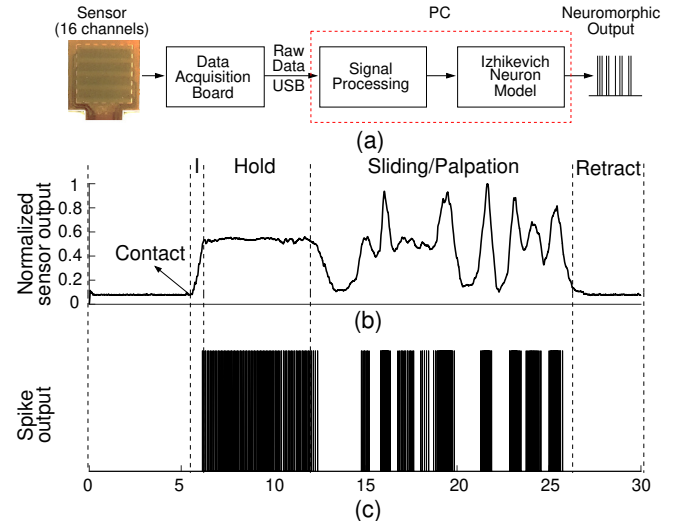 Sensor
(16 channels)
Data
Acquisition
Board
Raw
Data
USB
PC
Signal
Processing
Izhikevich
Neuron
Model
Neuromorphic
Output
(a)
I
Hold
Sliding/Palpation
Retract
Normalized
sensor output
1
0.8
0.6
0.4
0.2
0
Contact
(b)
Spike
output
0
5
10
15
20
25
30
(c)